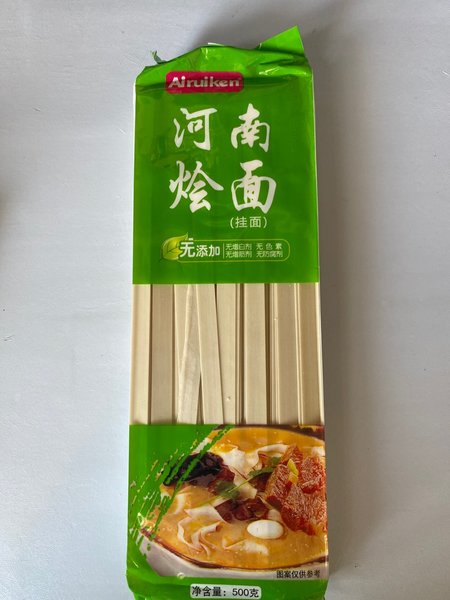 Airuiken
河南
烩面
(挂面)
无添加
无增白剂 无色素
无增筋剂 无防腐剂
图案仅供参考
净含量：500克